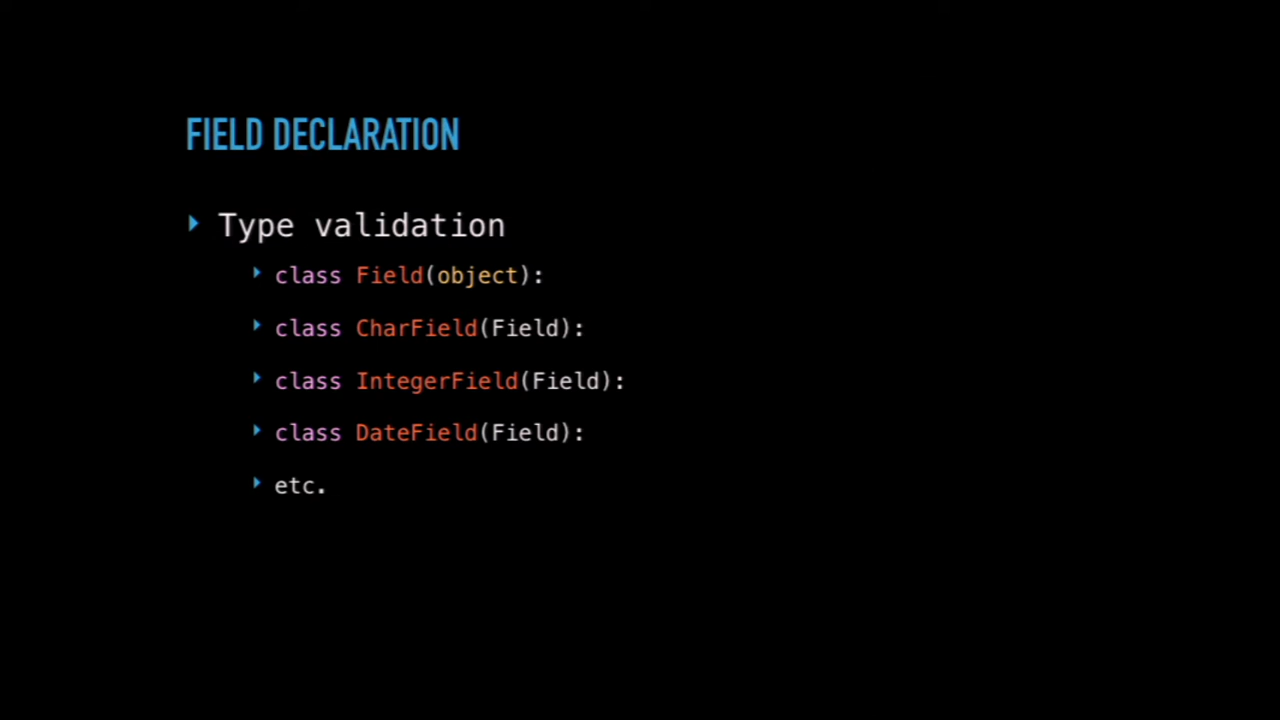 FIELD DECLARATION
Type validation
class Field(object):
class CharField(Field):
class IntegerField(Field):
class DateField(Field):
etc.